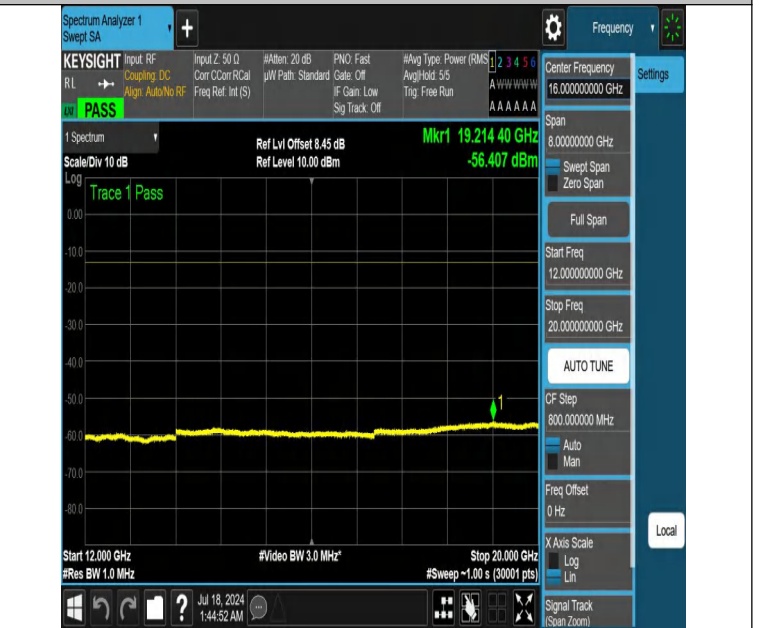 Spectrum Analyzer 1
Swept SA
+
Frequency
KEYSIGHT
RL
PASS
Input: RF
Coupling: DC
Align: Auto/No RF
Input Z: 50 Ω
Corr CCorr RCal
Freq Ref: Int (S)
#Atten: 20 dB
µW Path: Standard
PNO: Fast
Gate: Off
IF Gain: Low
Sig Track: Off
#Avg Type: Power (RMS
Avg|Hold: 5/5
Trig: Free Run
1 2 3 4 5 6
A W W W W W
A A A A A A
1 Spectrum
Scale/Div 10 dB
Log
Ref Lvl Offset 8.45 dB
Ref Level 10.00 dBm
Mkr1 19.214 40 GHz
-56.407 dBm
Trace 1 Pass
0.00
-10.0
-20.0
-30.0
-40.0
-50.0
-60.0
-70.0
-80.0
1
Start 12.000 GHz
#Res BW 1.0 MHz
#Video BW 3.0 MHz*
Stop 20.000 GHz
#Sweep ~1.00 s (30001 pts)
Center Frequency
16.000000000 GHz
Settings
Span
8.00000000 GHz
Swept Span
Zero Span
Full Span
Start Freq
12.000000000 GHz
Stop Freq
20.000000000 GHz
AUTO TUNE
CF Step
800.000000 MHz
Auto
Man
Freq Offset
0 Hz
X Axis Scale
Log
Lin
Local
Signal Track
(Span Zoom)
?
Jul 18, 2024
1:44:52 AM